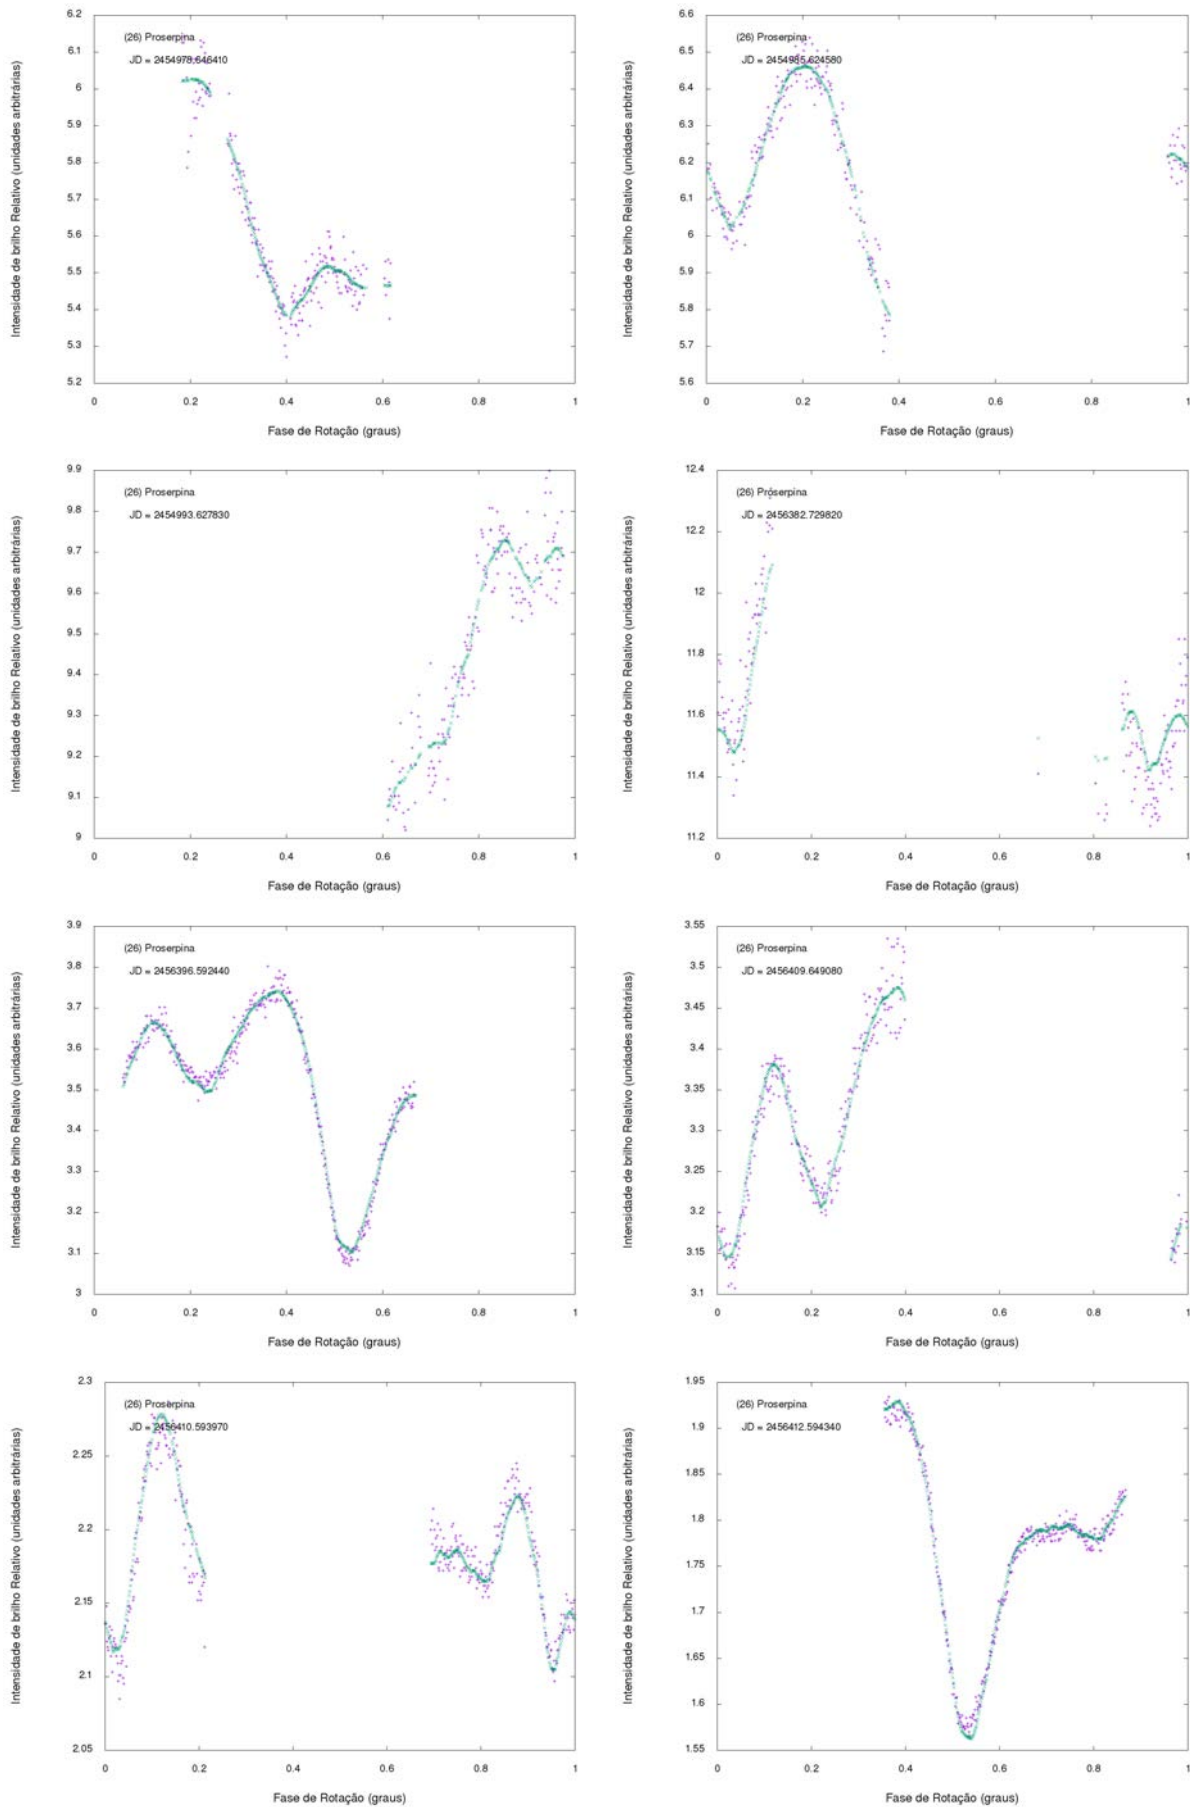 Intensidade de brilho Relativo (unidades arbitrárias)
6.2
6.1
6
5.9
5.8
5.7
5.6
5.5
5.4
5.3
5.2
(26) Proserpina
JD = 2454978.646410
0 0.2 0.4 0.6 0.8 1
Fase de Rotação (graus)
Intensidade de brilho Relativo (unidades arbitrárias)
6.6
6.5
6.4
6.3
6.2
6.1
6
5.9
5.8
5.7
5.6
(26) Proserpina
JD = 2454985.624580
0 0.2 0.4 0.6 0.8 1
Fase de Rotação (graus)
Intensidade de brilho Relativo (unidades arbitrárias)
9.9
9.8
9.7
9.6
9.5
9.4
9.3
9.2
9.1
9
(26) Proserpina
JD = 2454993.627830
0 0.2 0.4 0.6 0.8 1
Fase de Rotação (graus)
Intensidade de brilho Relativo (unidades arbitrárias)
12.4
12.2
12
11.8
11.6
11.4
11.2
(26) Proserpina
JD = 2456382.729820
0 0.2 0.4 0.6 0.8 1
Fase de Rotação (graus)
Intensidade de brilho Relativo (unidades arbitrárias)
3.9
3.8
3.7
3.6
3.5
3.4
3.3
3.2
3.1
3
(26) Proserpina
JD = 2456396.592440
0 0.2 0.4 0.6 0.8 1
Fase de Rotação (graus)
Intensidade de brilho Relativo (unidades arbitrárias)
3.55
3.5
3.45
3.4
3.35
3.3
3.25
3.2
3.15
3.1
(26) Proserpina
JD = 2456409.649080
0 0.2 0.4 0.6 0.8 1
Fase de Rotação (graus)
Intensidade de brilho Relativo (unidades arbitrárias)
2.3
2.25
2.2
2.15
2.1
2.05
(26) Proserpina
JD = 2456410.593970
0 0.2 0.4 0.6 0.8 1
Fase de Rotação (graus)
Intensidade de brilho Relativo (unidades arbitrárias)
1.95
1.9
1.85
1.8
1.75
1.7
1.65
1.6
1.55
(26) Proserpina
JD = 2456412.594340
0 0.2 0.4 0.6 0.8 1
Fase de Rotação (graus)